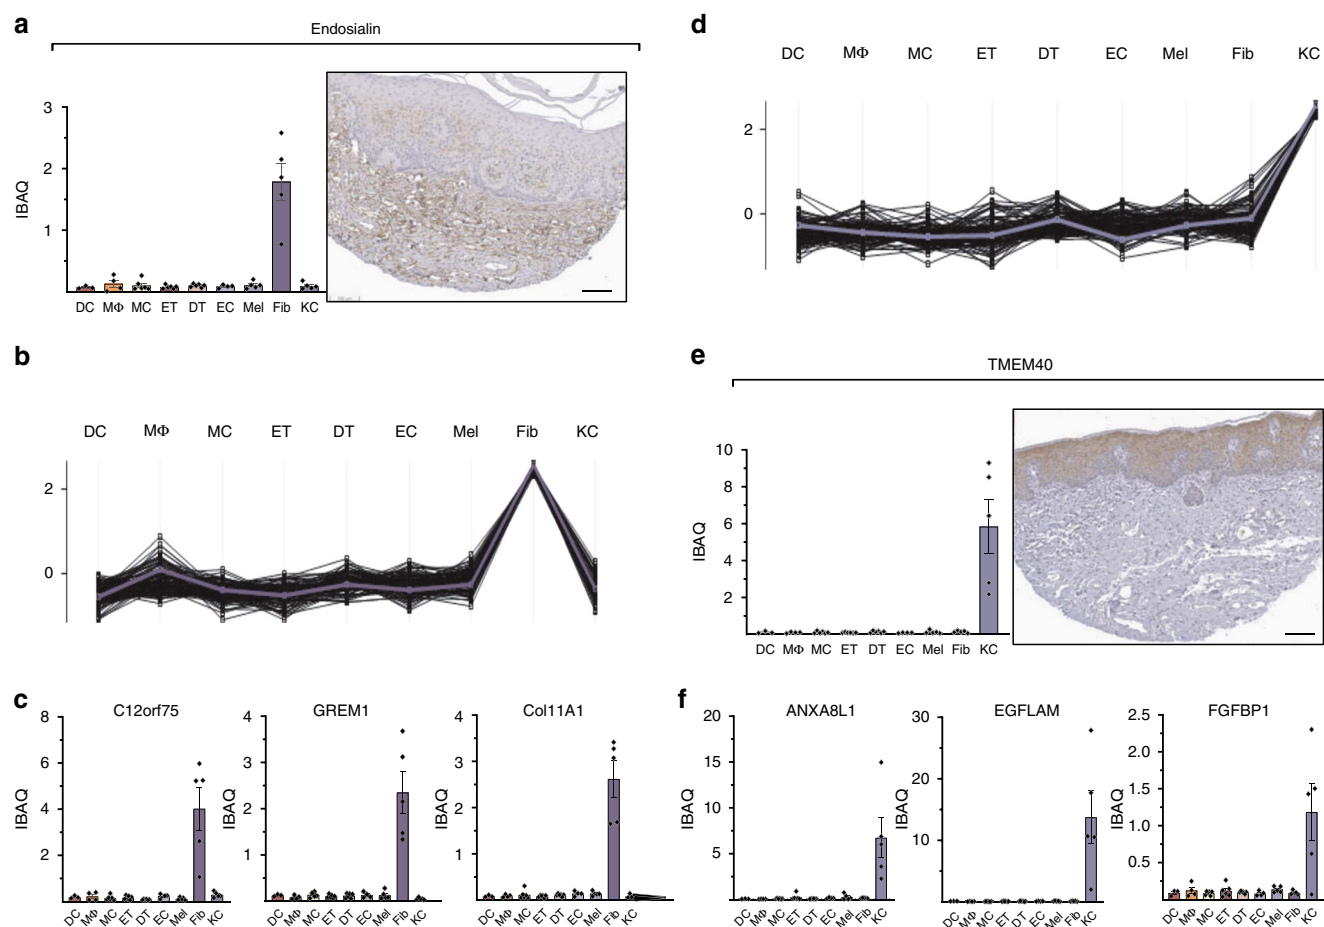 a
Endosialin
IBAQ
3
2
1
DC MΦ MC ET DT EC Mel Fib KC
b
DC MΦ MC ET DT EC Mel Fib KC
2
0
c
C12orf75
IBAQ
8
6
4
2
DC MΦ MC ET DT EC Mel Fib KC
GREM1
IBAQ
4
3
2
1
DC MΦ MC ET DT EC Mel Fib KC
Col11A1
IBAQ
4
3
2
1
DC MΦ MC ET DT EC Mel Fib KC
d
DC MΦ MC ET DT EC Mel Fib KC
2
0
e
TMEM40
IBAQ
10
8
6
4
2
DC MΦ MC ET DT EC Mel Fib KC
f
ANXA8L1
IBAQ
20
15
10
5
DC MΦ MC ET DT EC Mel Fib KC
EGFLAM
IBAQ
30
20
10
DC MΦ MC ET DT EC Mel Fib KC
FGFBP1
IBAQ
2.5
2.0
1.5
1.0
0.5
DC MΦ MC ET DT EC Mel Fib KC